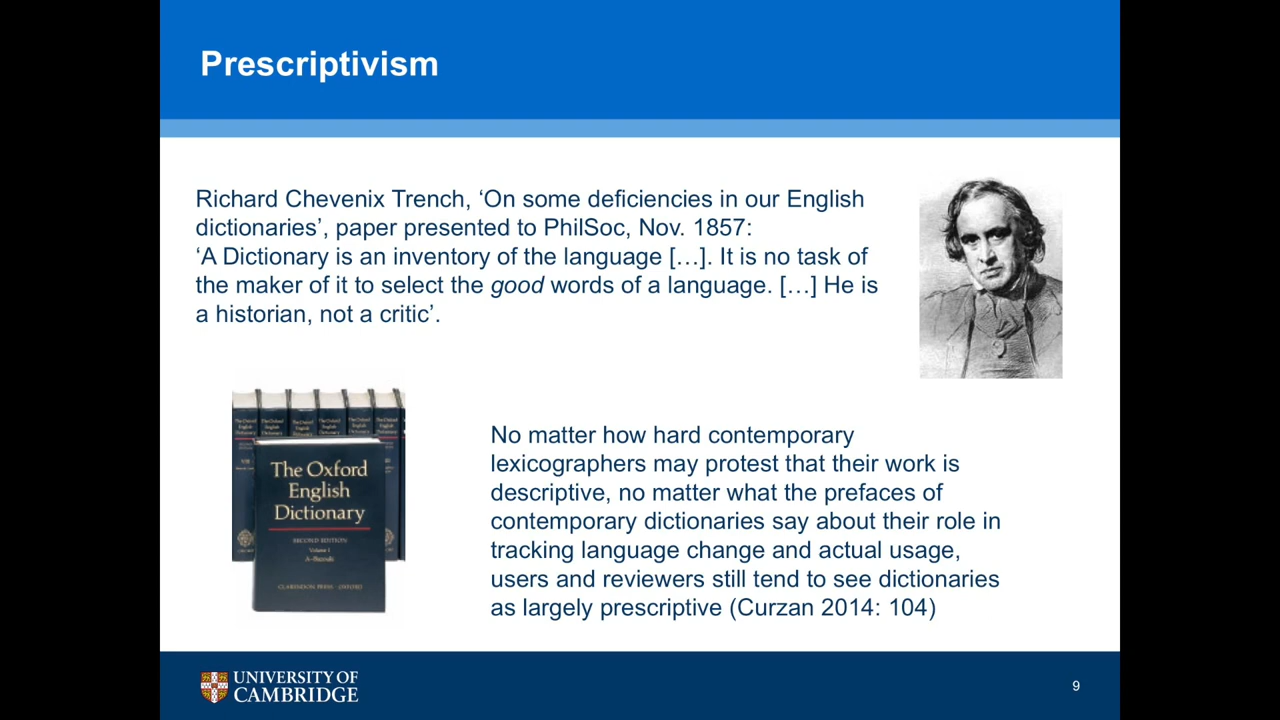 Prescriptivism
Richard Chevenix Trench, ‘On some deficiencies in our English
dictionaries’, paper presented to PhilSoc, Nov. 1857:
‘A Dictionary is an inventory of the language […]. It is no task of
the maker of it to select the good words of a language. […] He is
a historian, not a critic’.
The Oxford
English
Dictionary
SECOND EDITION
Volume I
CLARENDON PRESS · OXFORD
No matter how hard contemporary
lexicographers may protest that their work is
descriptive, no matter what the prefaces of
contemporary dictionaries say about their role in
tracking language change and actual usage,
users and reviewers still tend to see dictionaries
as largely prescriptive (Curzan 2014: 104)
UNIVERSITY OF
CAMBRIDGE
9